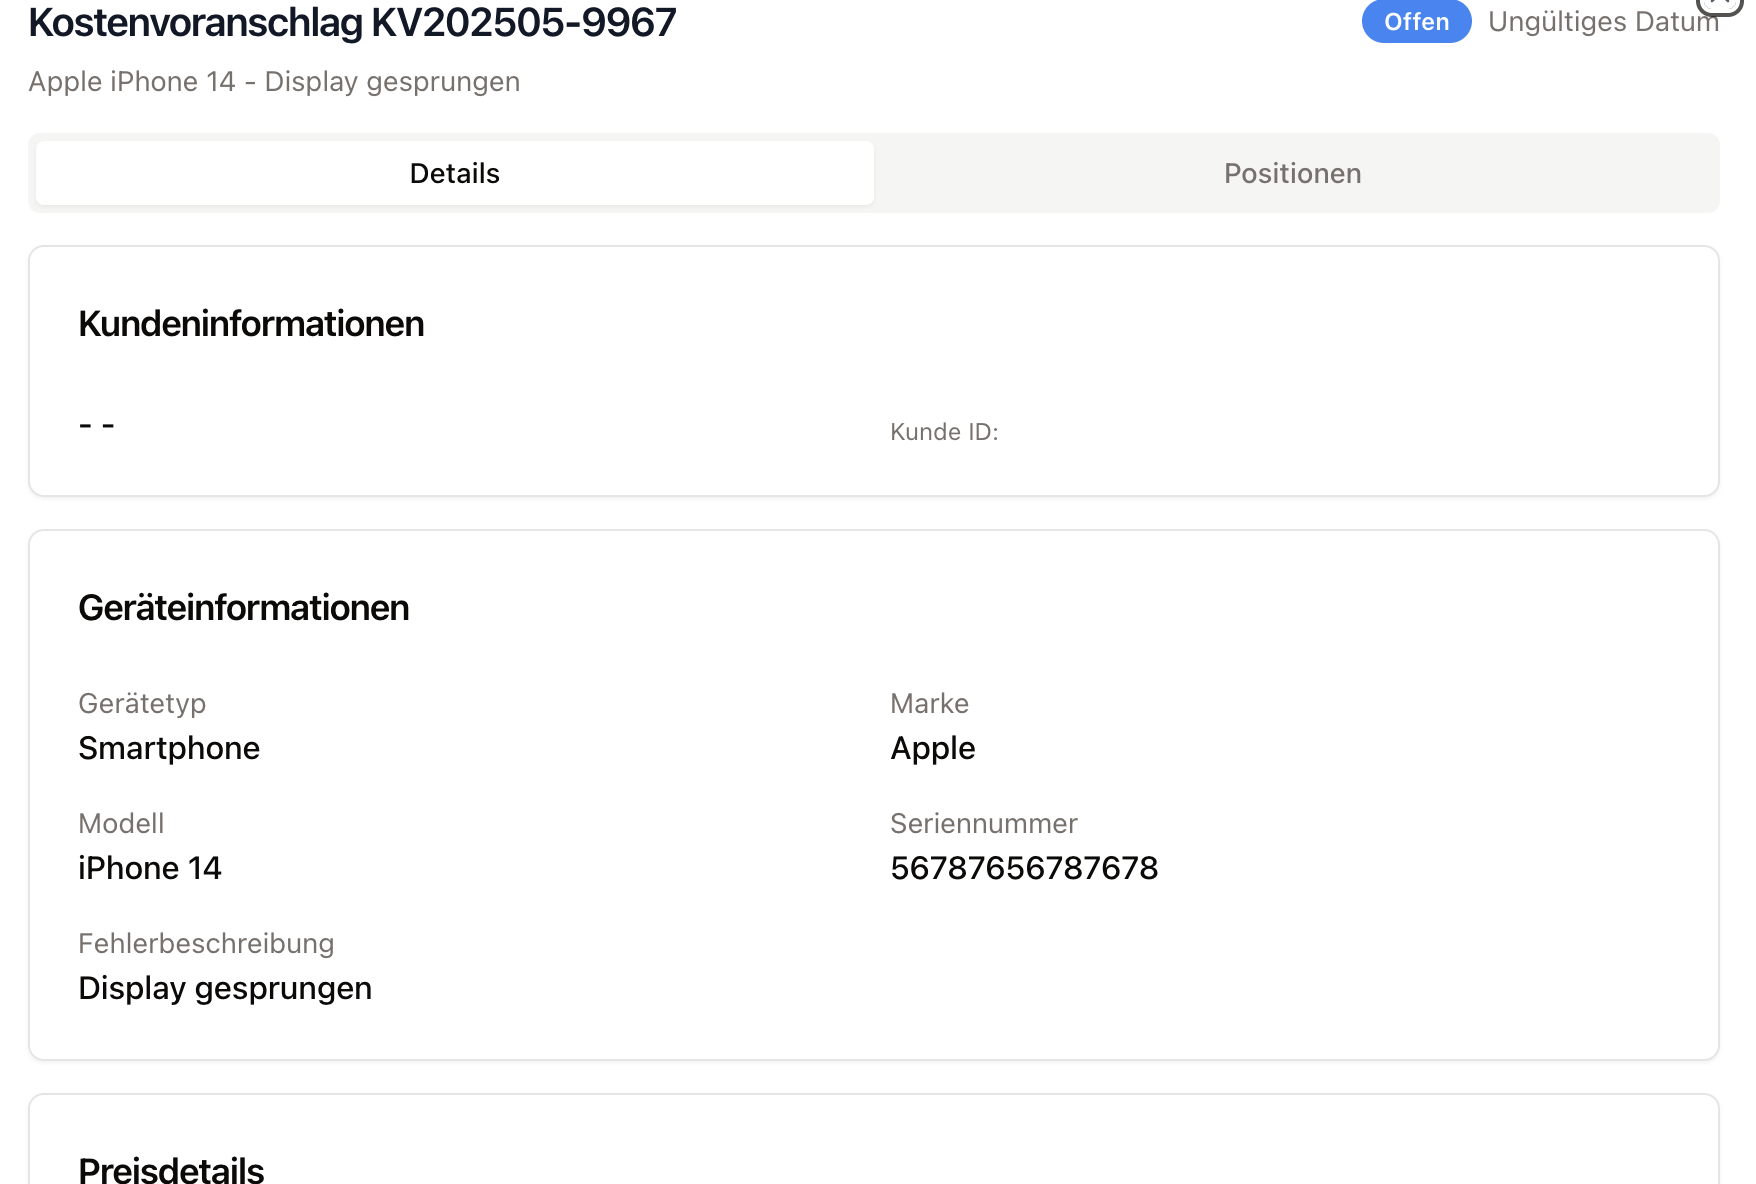 Kostenvoranschlag KV202505-9967
Offen
Ungültiges Datum
Apple iPhone 14 - Display gesprungen
Details
Positionen
Kundeninformationen
- -
Kunde ID:
Geräteinformationen
Gerätetyp
Smartphone
Marke
Apple
Modell
iPhone 14
Seriennummer
56787656787678
Fehlerbeschreibung
Display gesprungen
Preisdetails